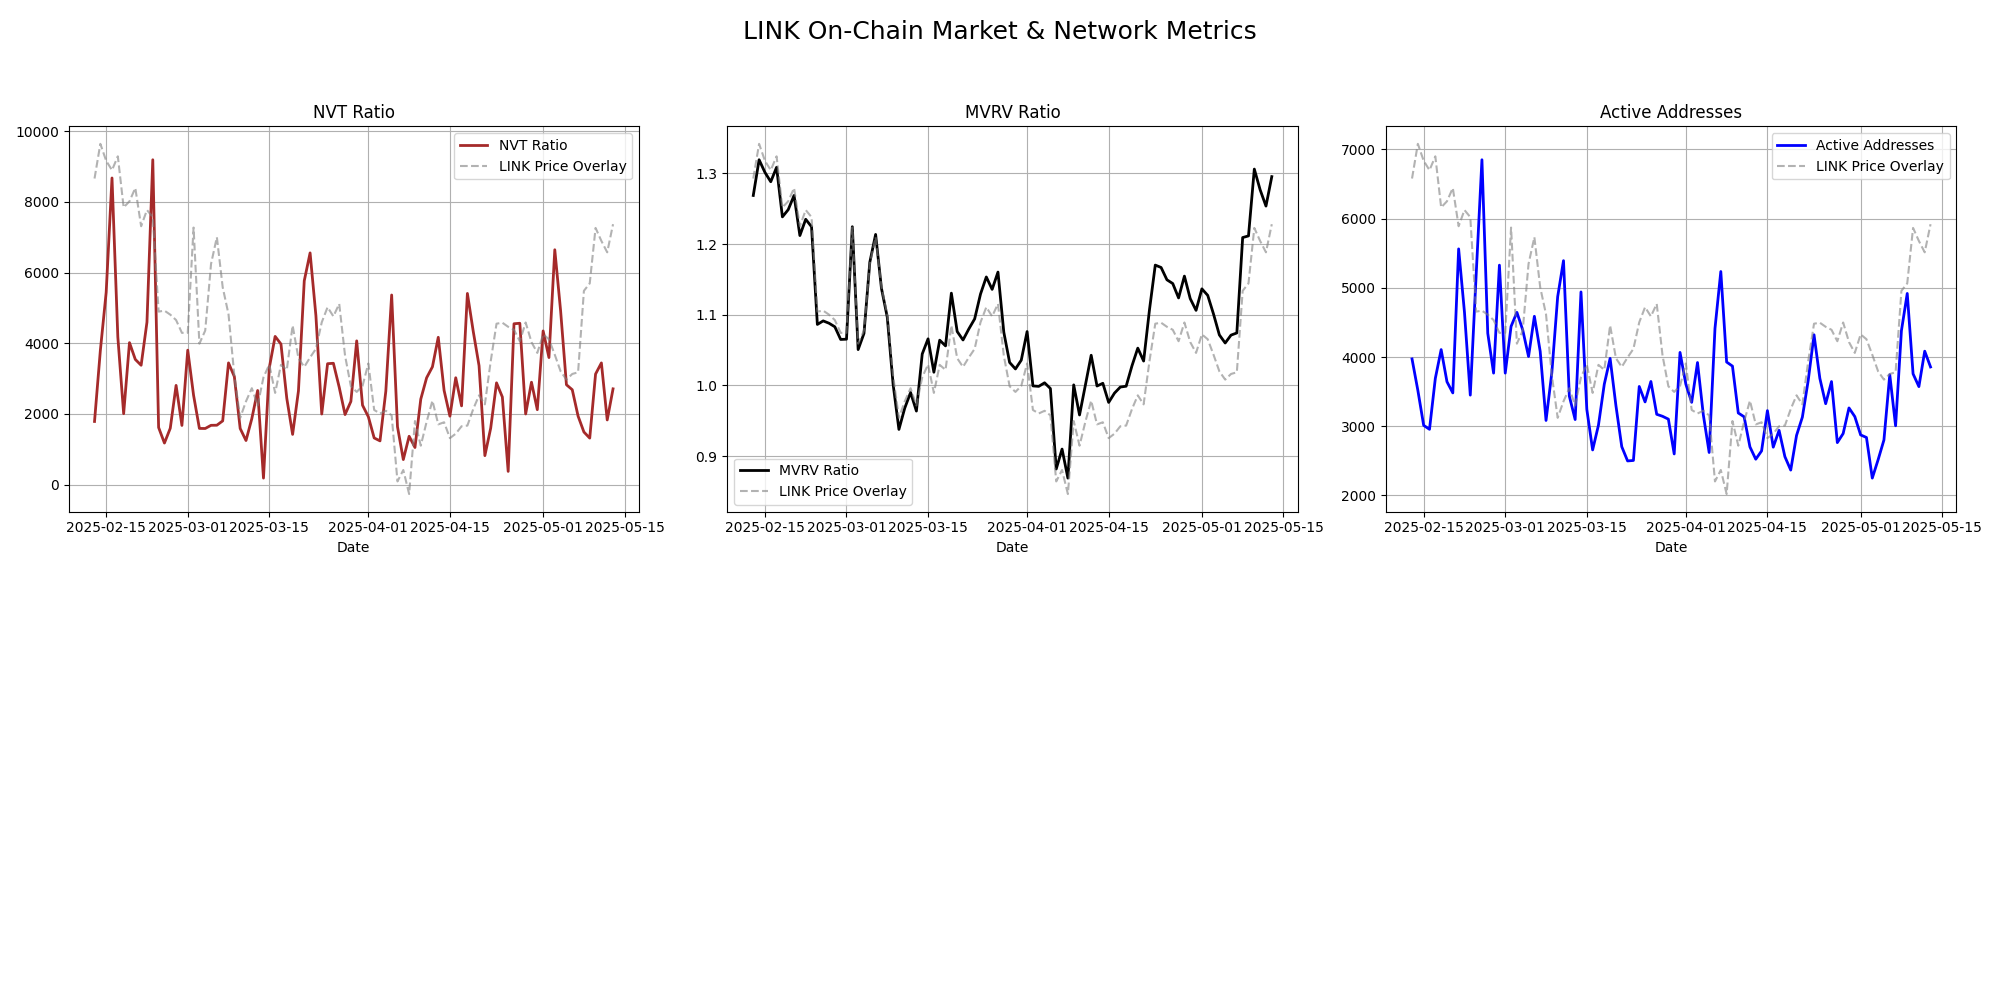 LINK On-Chain Market & Network Metrics
NVT Ratio
10000
8000
6000
4000
2000
0
NVT Ratio
LINK Price Overlay
2025-02-15 2025-03-01 2025-03-15 2025-04-01 2025-04-15 2025-05-01 2025-05-15
Date
MVRV Ratio
1.3
1.2
1.1
1.0
0.9
MVRV Ratio
LINK Price Overlay
2025-02-15 2025-03-01 2025-03-15 2025-04-01 2025-04-15 2025-05-01 2025-05-15
Date
Active Addresses
7000
6000
5000
4000
3000
2000
Active Addresses
LINK Price Overlay
2025-02-15 2025-03-01 2025-03-15 2025-04-01 2025-04-15 2025-05-01 2025-05-15
Date